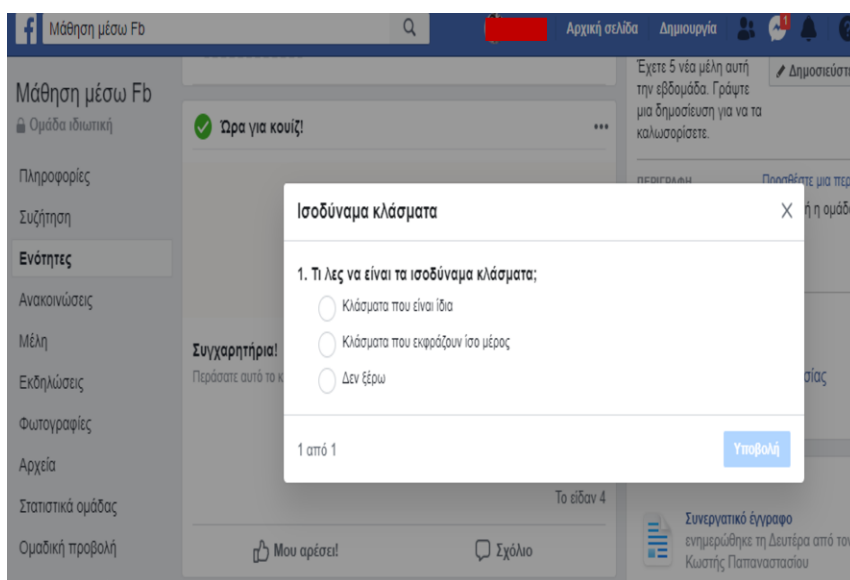 Μάθηση μέσω Fb
Αρχική σελίδα
Δημιουργία
1
Μάθηση μέσω Fb
Ομάδα ιδιωτική
Πληροφορίες
Συζήτηση
Ενότητες
Ανακοινώσεις
Μέλη
Εκδηλώσεις
Φωτογραφίες
Αρχεία
Στατιστικά ομάδας
Ομαδική προβολή
Ώρα για κουίζ!
Συγχαρητήρια!
Περάσατε αυτό το κ
Το είδαν 4
Μου αρέσει!
Σχόλιο
Ισοδύναμα κλάσματα
1. Τι λες να είναι τα ισοδύναμα κλάσματα;
Κλάσματα που είναι ίδια
Κλάσματα που εκφράζουν ίσο μέρος
Δεν ξέρω
1 από 1
Υποβολή
Έχετε 5 νέα μέλη αυτή
την εβδομάδα. Γράψτε
μια δημοσίευση για να τα
καλωσορίσετε.
Δημοσιεύστε
Προσθέστε μια περ
ή η ομάδ
σίας
Συνεργατικό έγγραφο
ενημερώθηκε τη Δευτέρα από τον
Κωστής Παπαναστασίου